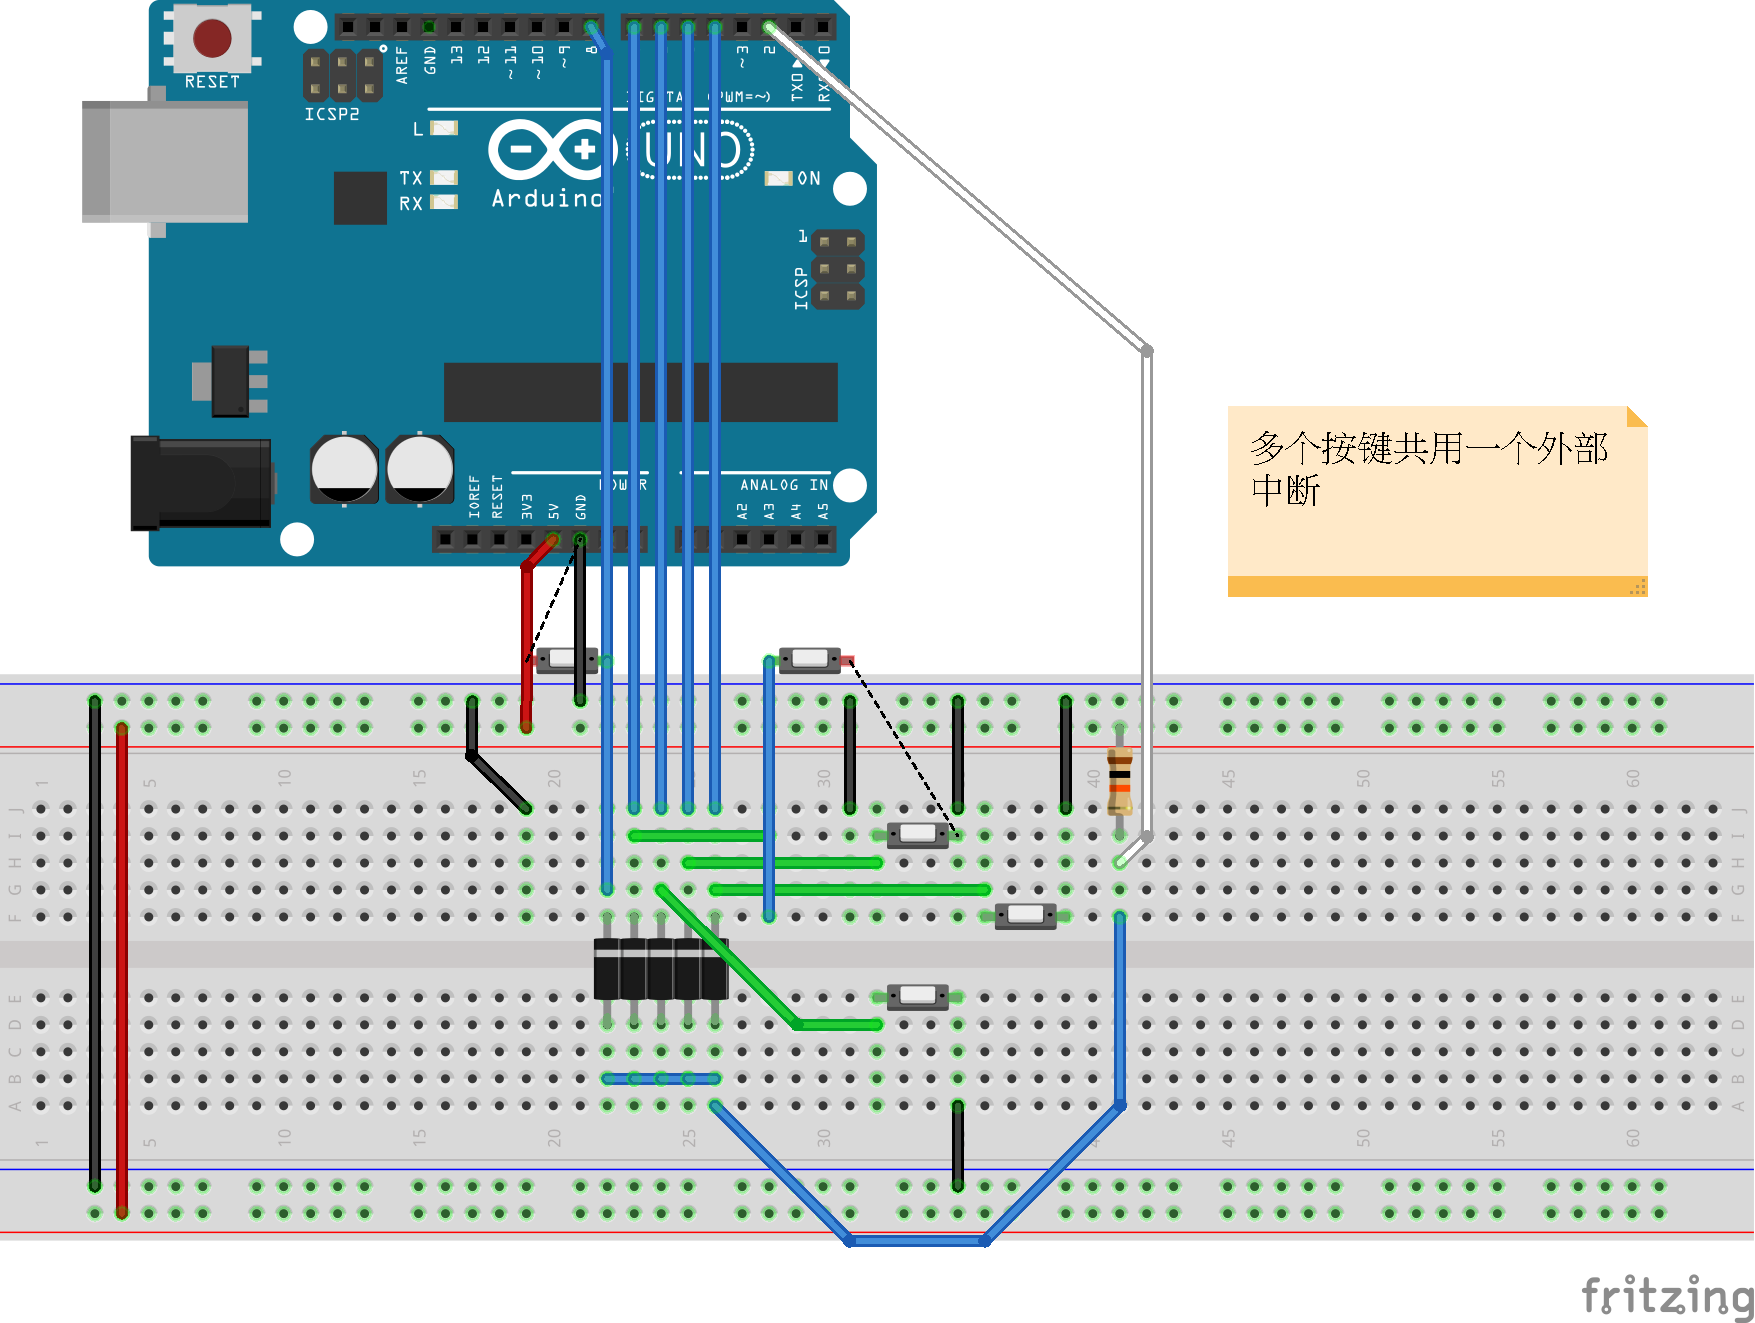 RESET
ICSP2
AREF
GND
13
12
~11
~10
~9
8
~3
2
TX0
L
TX
RX
Arduino
UNO
ON
1
ICSP
IOREF
RESET
3V3
5V
GND
ANALOG IN
A2
A3
A4
A5
多个按键共用一个外部
中断
1
5
10
15
20
30
40
45
50
55
60
J
I
H
G
F
E
D
C
B
A
J
I
H
G
F
E
D
C
B
A
1
5
10
15
20
25
30
45
50
55
60
fritzing